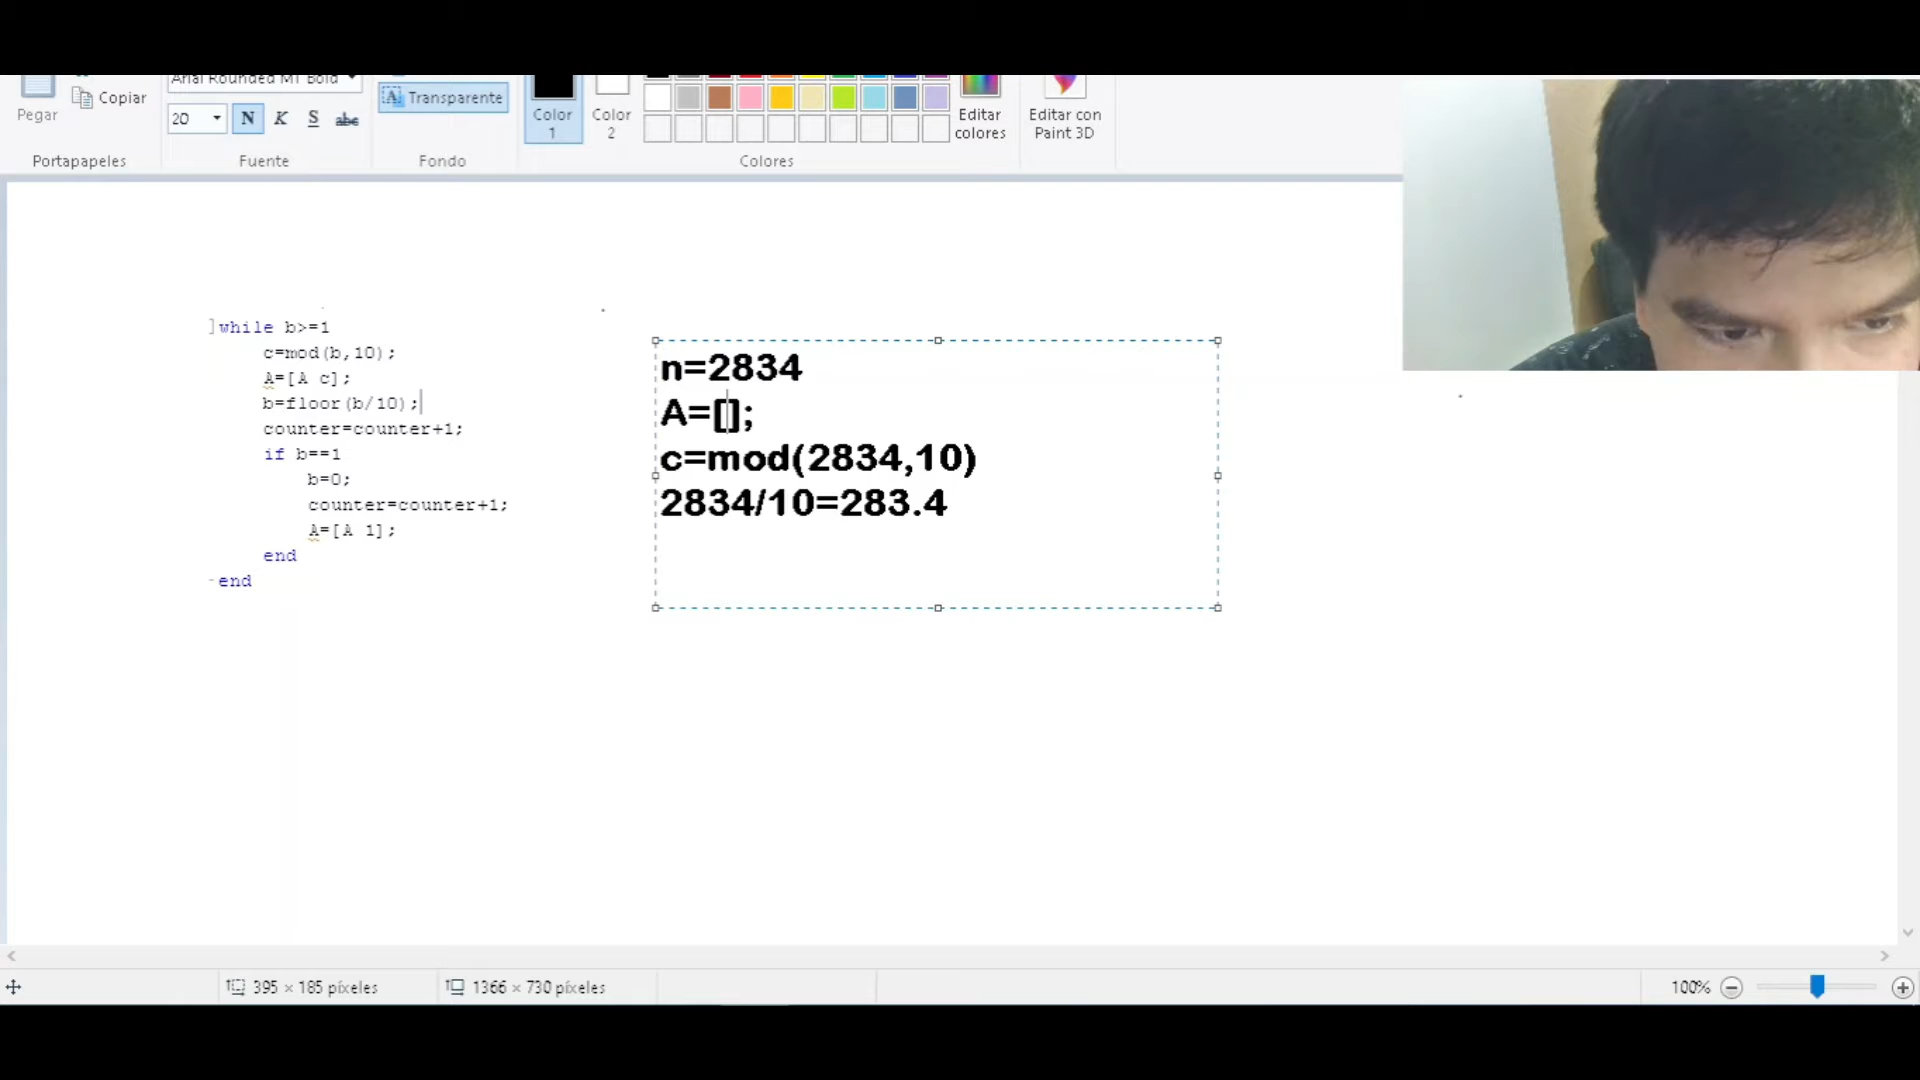 Arial Rounded MT Bold
Pegar
Copiar
20
N
K
S
abc
Transparente
Color
1
Color
2
Editar
colores
Editar con
Paint 3D
Portapapeles
Fuente
Fondo
Colores
while b>=1
c=mod(b,10);
A=[A c];
b=floor(b/10);
counter=counter+1;
if b==1
b=0;
counter=counter+1;
A=[A 1];
end
end
n=2834
A=[];
c=mod(2834,10)
2834/10=283.4
395 × 185 píxeles
1366 × 730 píxeles
100%